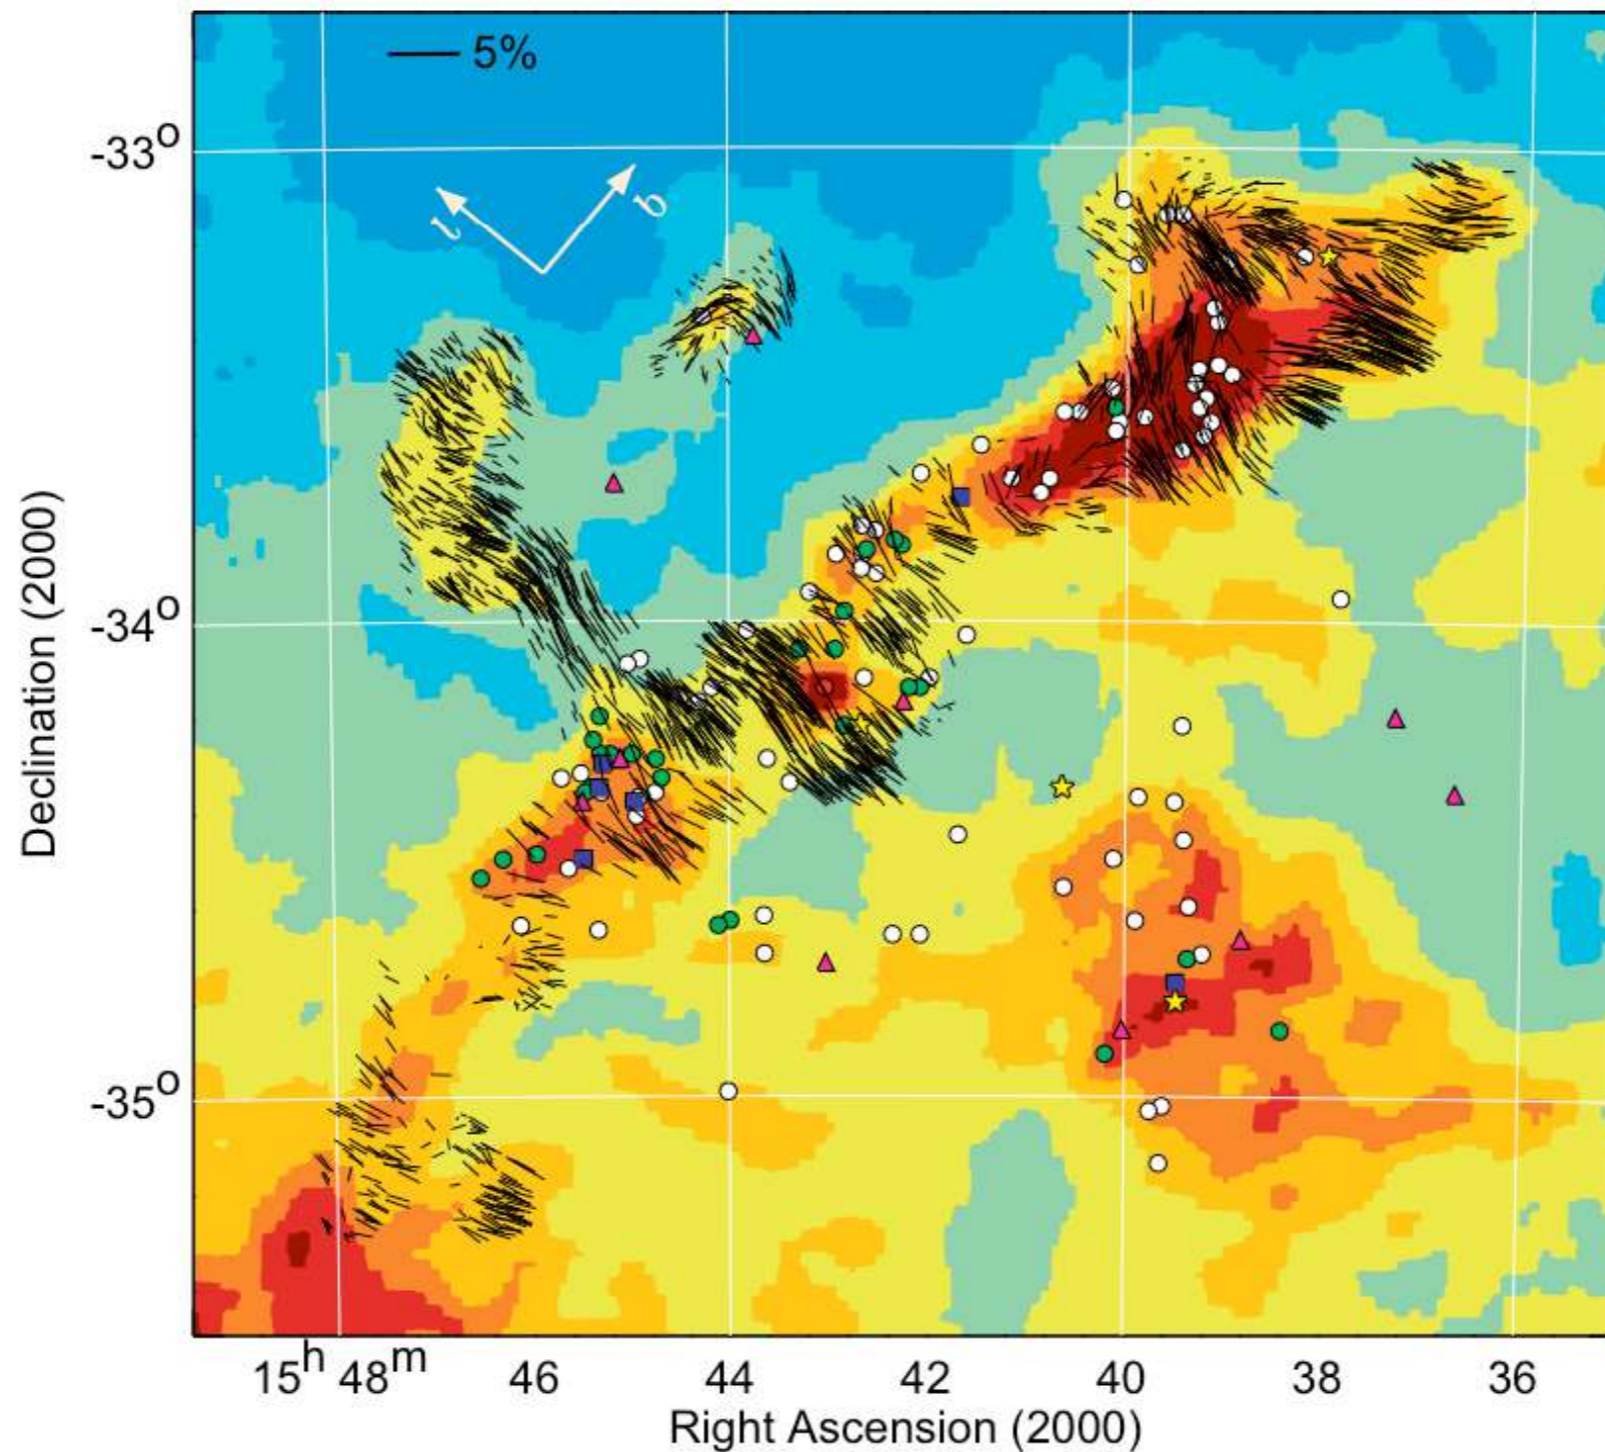 5%
-33°
b
l
-34°
-35°
Declination (2000)
15h 48m 46 44 42 40 38 36
Right Ascension (2000)